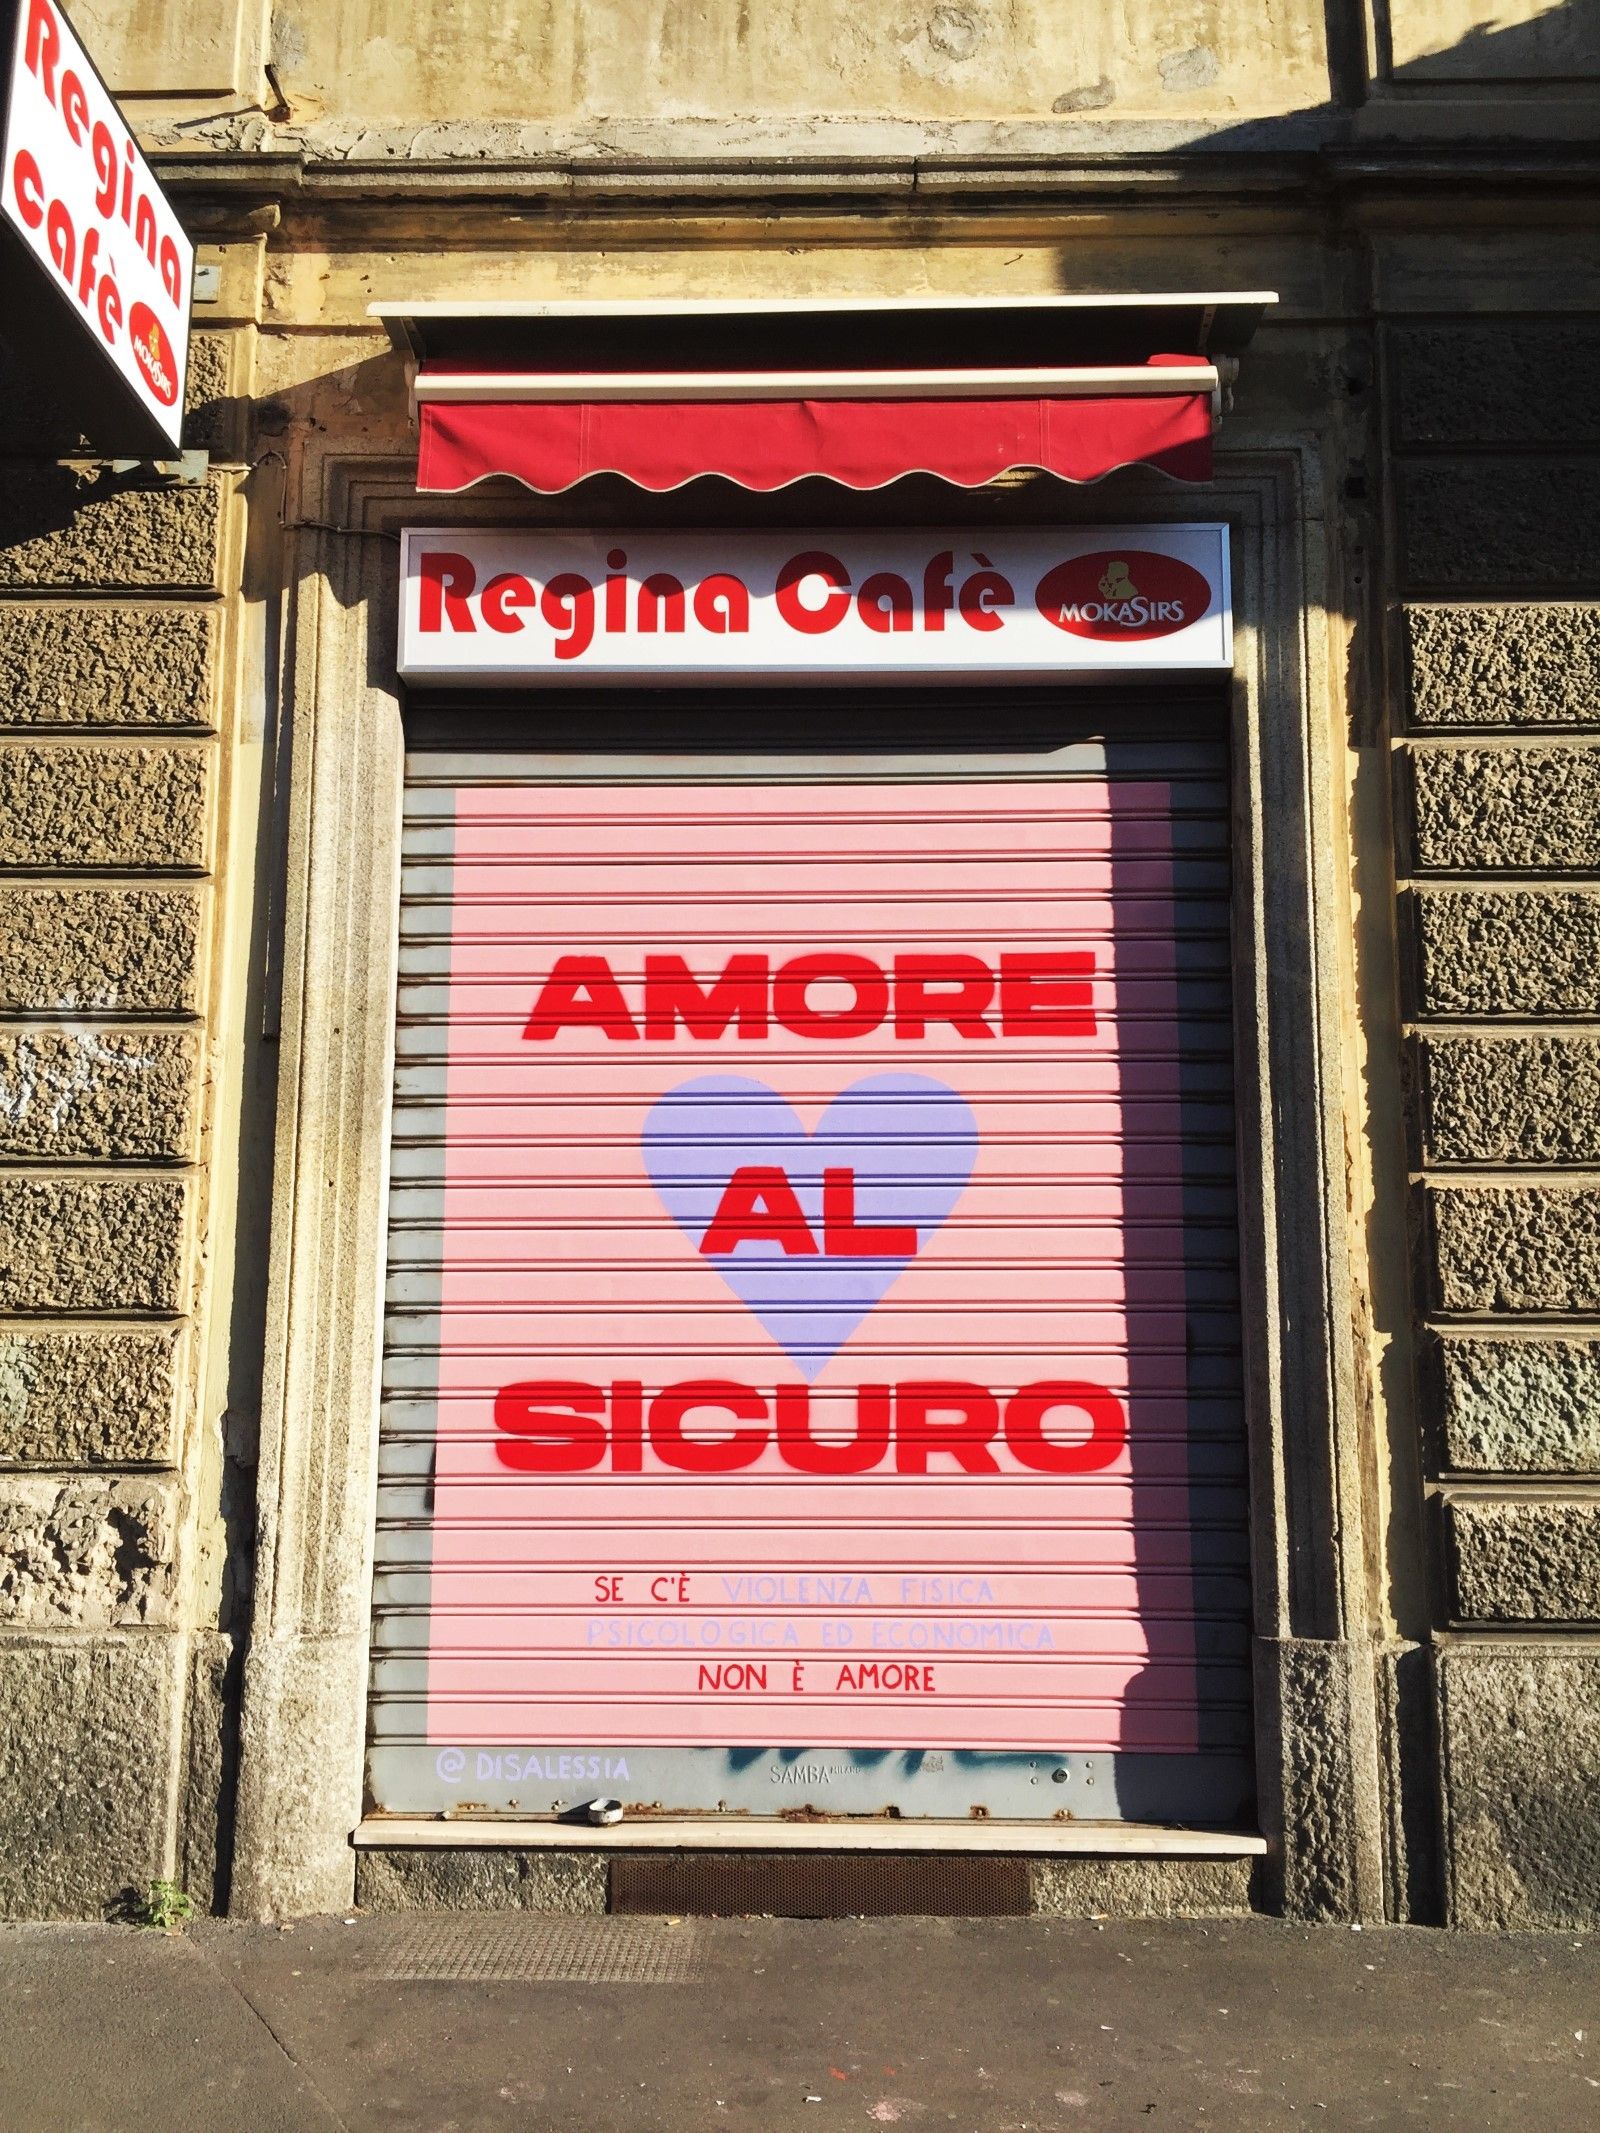 Regina
cafè
MOKASIRS
Regina Cafè MOKASIRS
AMORE
AL
SICURO
SE C'È VIOLENZA FISICA
PSICOLOGICA ED ECONOMICA
NON È AMORE
@DISALESSIA
SAMBA MILANO